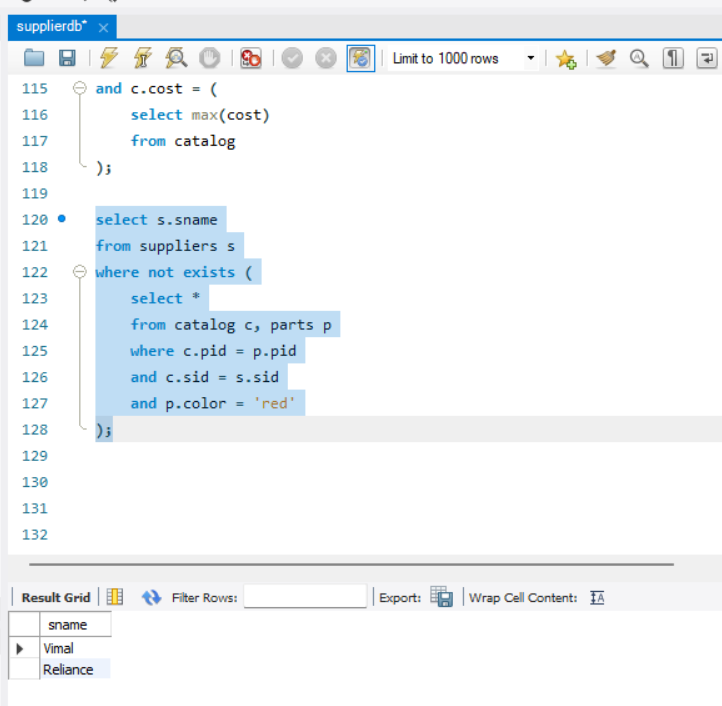 supplierdb* ×
Limit to 1000 rows
115 and c.cost = (
116 select max(cost)
117 from catalog
118 );
119
120 select s.sname
121 from suppliers s
122 where not exists (
123 select *
124 from catalog c, parts p
125 where c.pid = p.pid
126 and c.sid = s.sid
127 and p.color = 'red'
128 );
129
130
131
132
Result Grid Filter Rows: Export: Wrap Cell Content: IA
sname
Vimal
Reliance